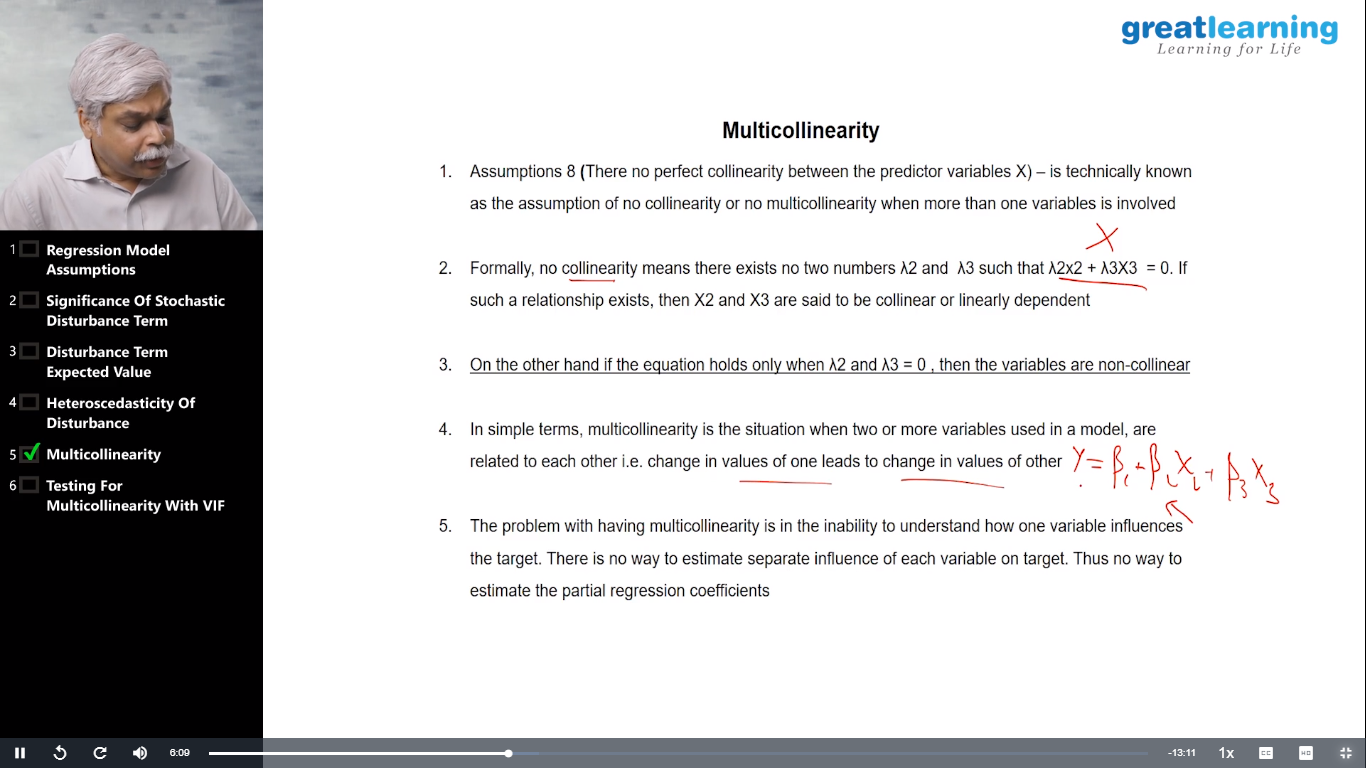 greatlearning
Learning for Life
Multicollinearity
1. Assumptions 8 (There no perfect collinearity between the predictor variables X) – is technically known
as the assumption of no collinearity or no multicollinearity when more than one variables is involved
X
2. Formally, no collinearity means there exists no two numbers λ2 and λ3 such that λ2x2 + λ3X3 = 0. If
such a relationship exists, then X2 and X3 are said to be collinear or linearly dependent
3. On the other hand if the equation holds only when λ2 and λ3 = 0 , then the variables are non-collinear
4. In simple terms, multicollinearity is the situation when two or more variables used in a model, are
related to each other i.e. change in values of one leads to change in values of other Y = β1 + β2 X2 + β3 X3
5. The problem with having multicollinearity is in the inability to understand how one variable influences
the target. There is no way to estimate separate influence of each variable on target. Thus no way to
estimate the partial regression coefficients
1 Regression Model
Assumptions
2 Significance Of Stochastic
Disturbance Term
3 Disturbance Term
Expected Value
4 Heteroscedasticity Of
Disturbance
5 Multicollinearity
6 Testing For
Multicollinearity With VIF
6:09
-13:11
1x
CC
HD